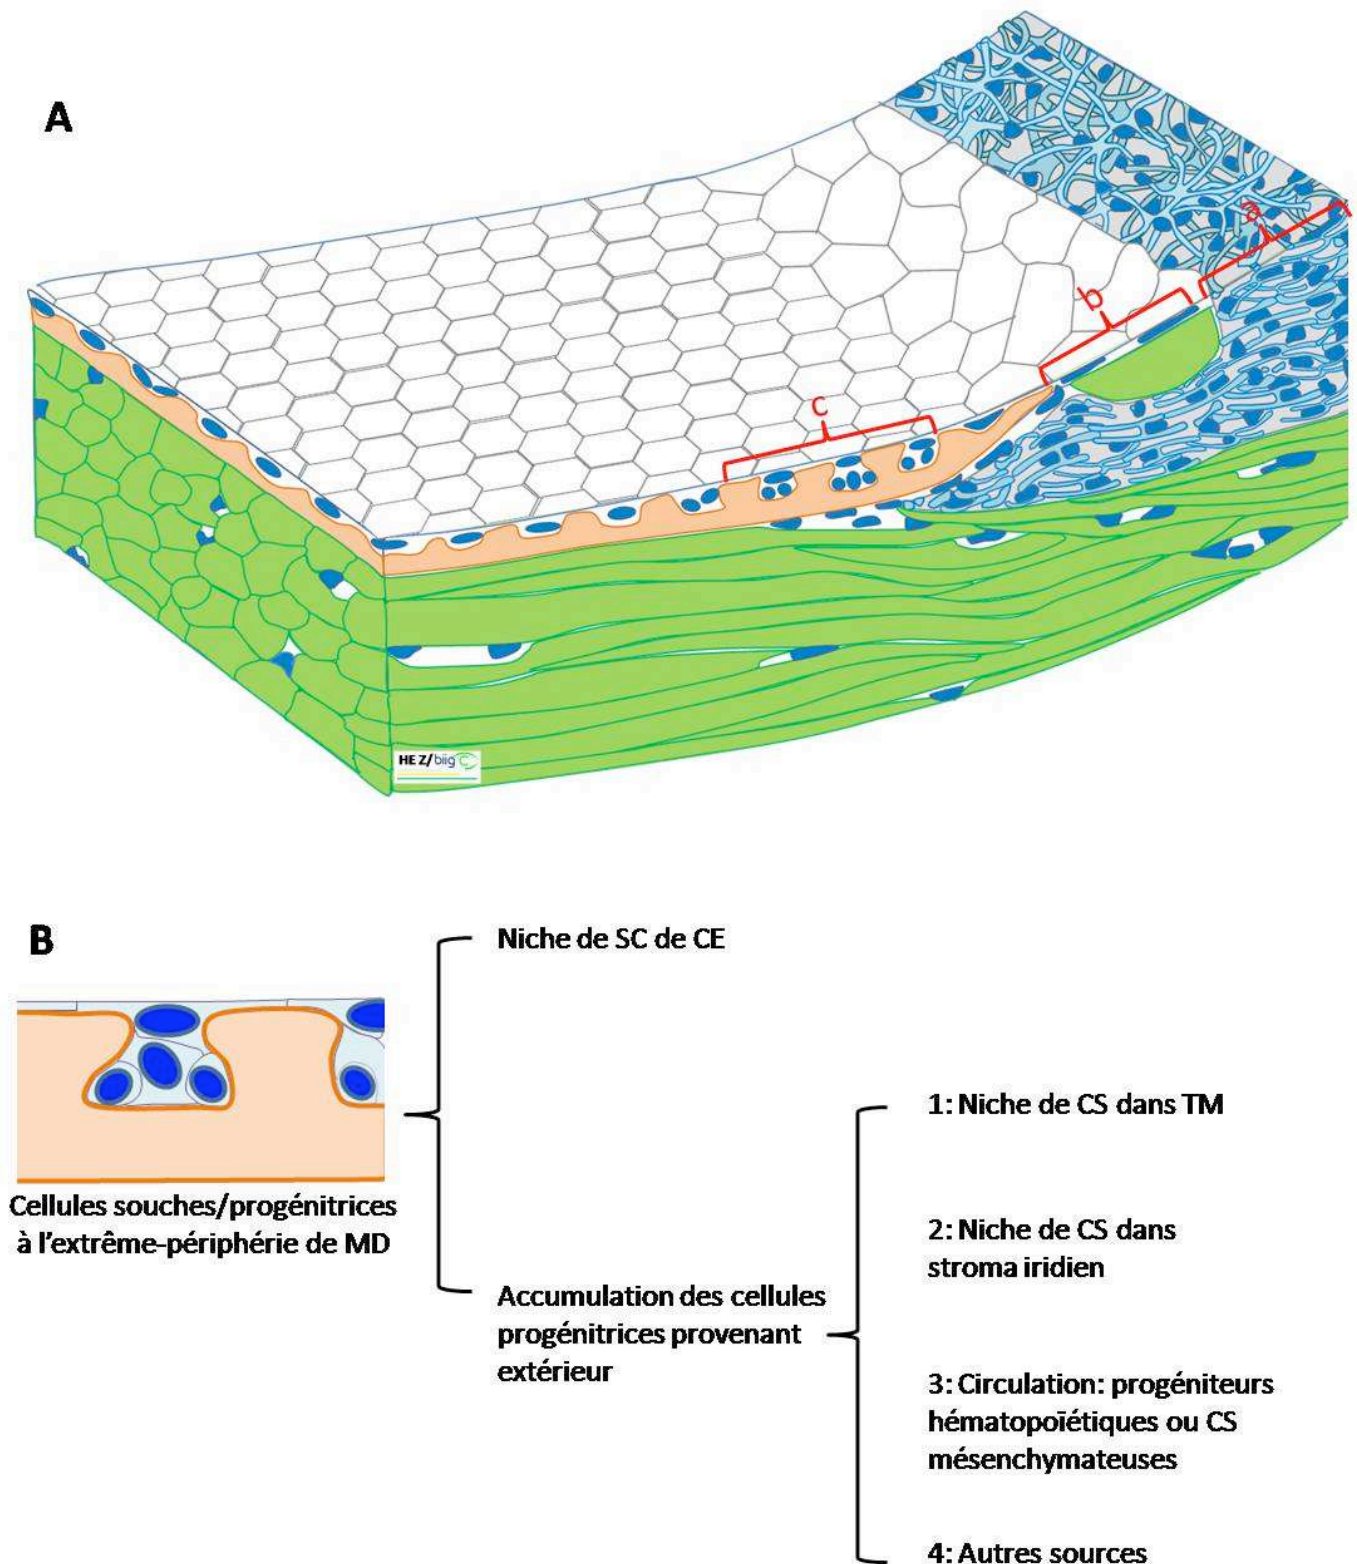 A
a
b
c
HE Z/biigC
B
Niche de SC de CE
1: Niche de CS dans TM
Cellules souches/progénitrices
à l'extrême-périphérie de MD
2: Niche de CS dans
stroma iridien
Accumulation des cellules
progénitrices provenant
extérieur
3: Circulation: progéniteurs
hématopoïétiques ou CS
mésenchymateuses
4: Autres sources